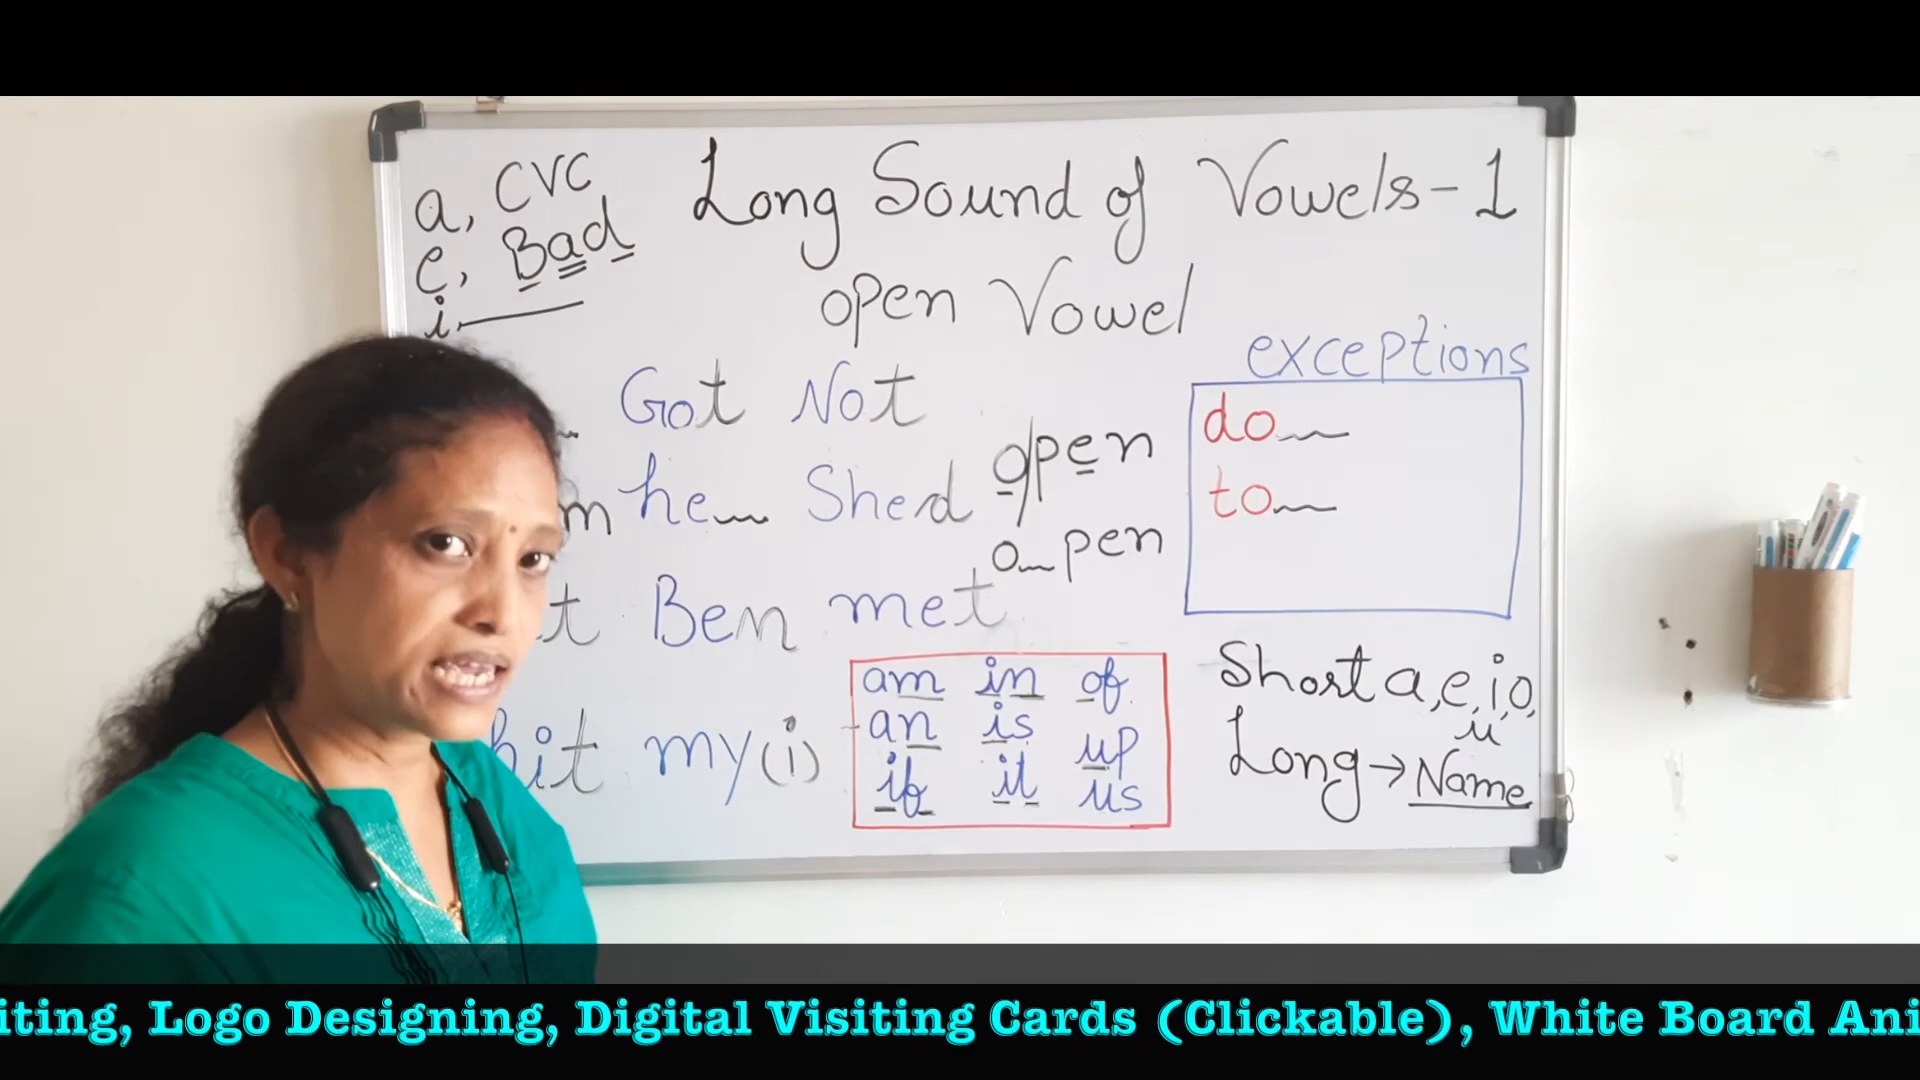 a, CVC Long Sound of Vowels-1
e, Bad
i, open Vowel
exceptions
Got Not do
open
he Shed to
o pen
Ben met
Short a, e, i, o,
u
am in of
an is up
if it us
hit my (i)
Long → Name
Logo Designing, Digital Visiting Cards (Clickable), White Board